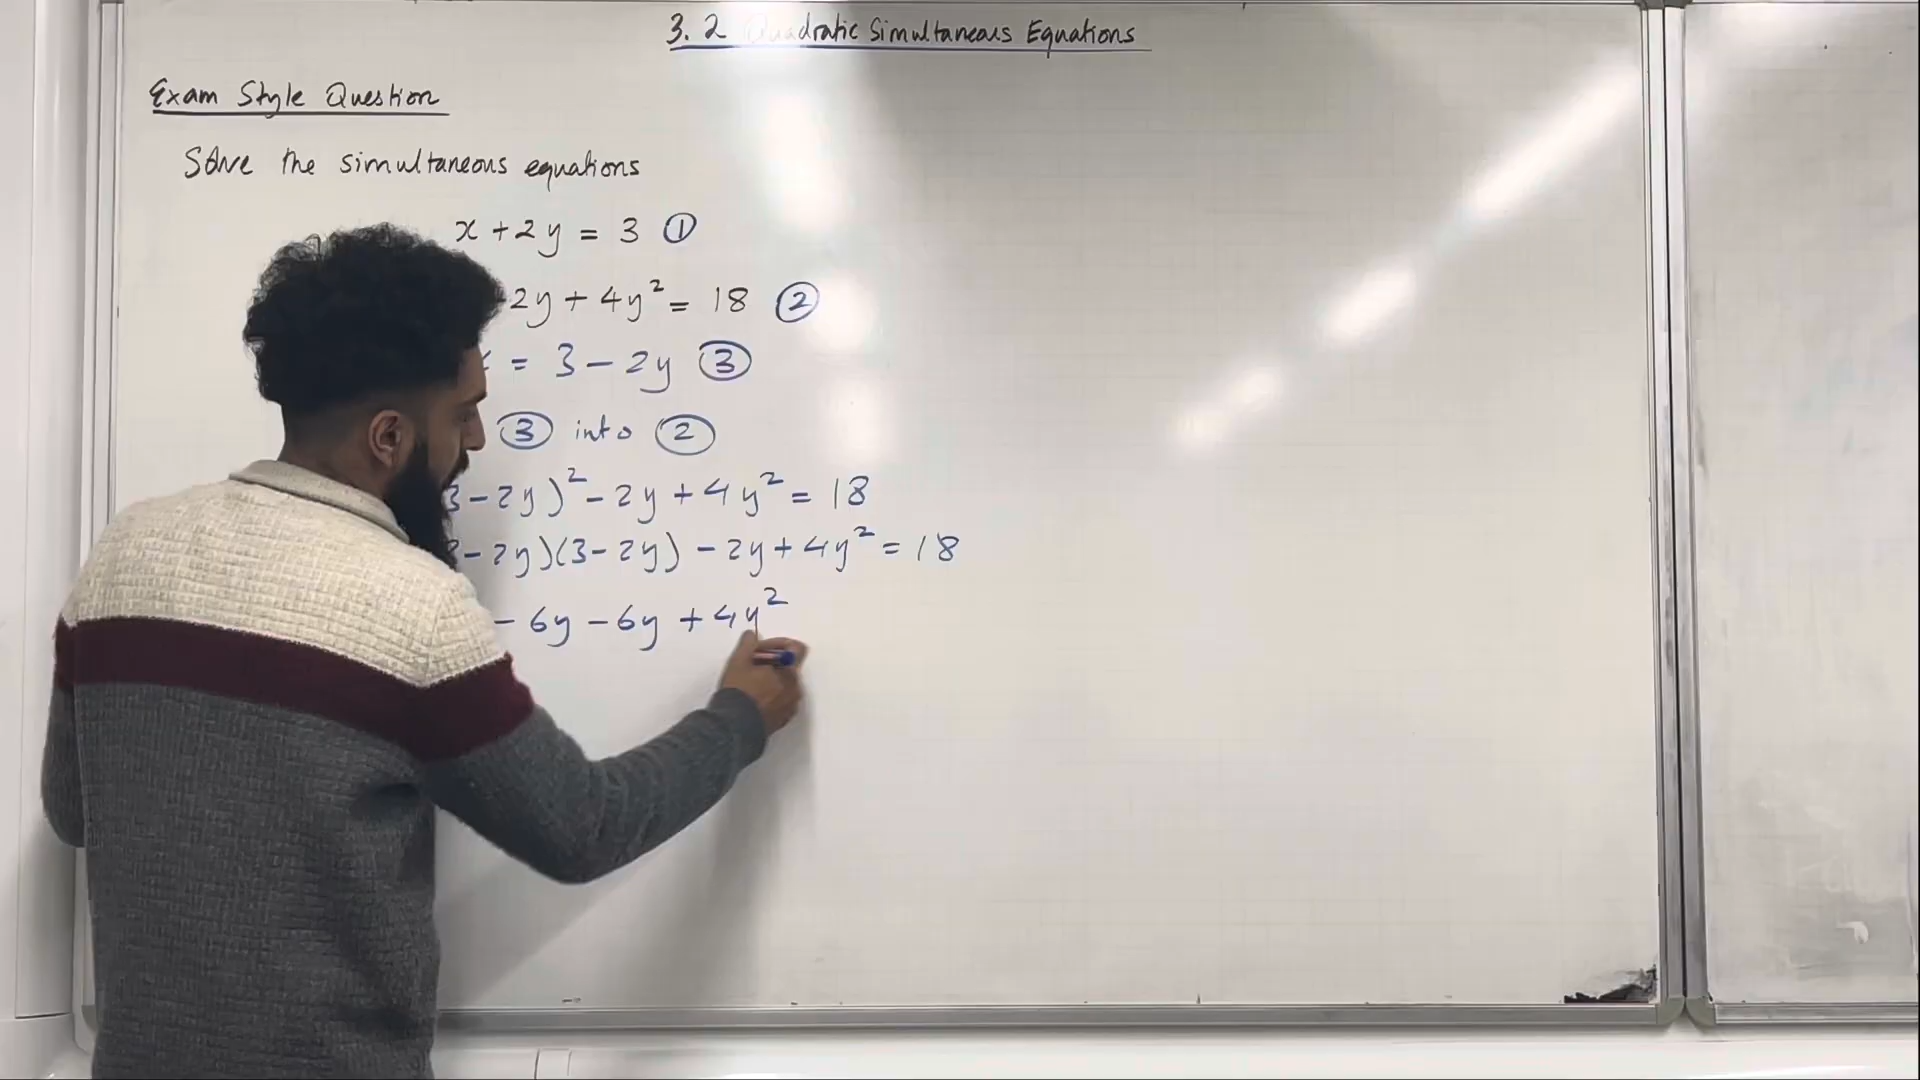 3.2 Quadratic Simultaneous Equations
Exam Style Question
Solve the simultaneous equations
x + 2y = 3 ①
2y + 4y² = 18 ②
= 3 - 2y ③
③ into ②
3 - 2y)² - 2y + 4y² = 18
- 2y)(3 - 2y) - 2y + 4y² = 18
- 6y - 6y + 4y²